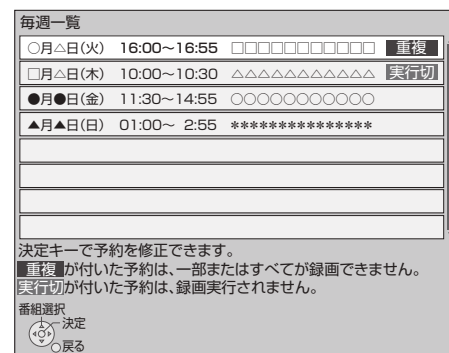 毎週一覧
○月△日(火) 16:00～16:55 □□□□□□□□□□□ 重複
□月△日(木) 10:00～10:30 △△△△△△△△△△△ 実行切
●月●日(金) 11:30～14:55 ○○○○○○○○○○○
▲月▲日(日) 01:00～ 2:55 ***************
決定キーで予約を修正できます。
重複が付いた予約は、一部またはすべてが録画できません。
実行切が付いた予約は、録画実行されません。
番組選択
決定
戻る